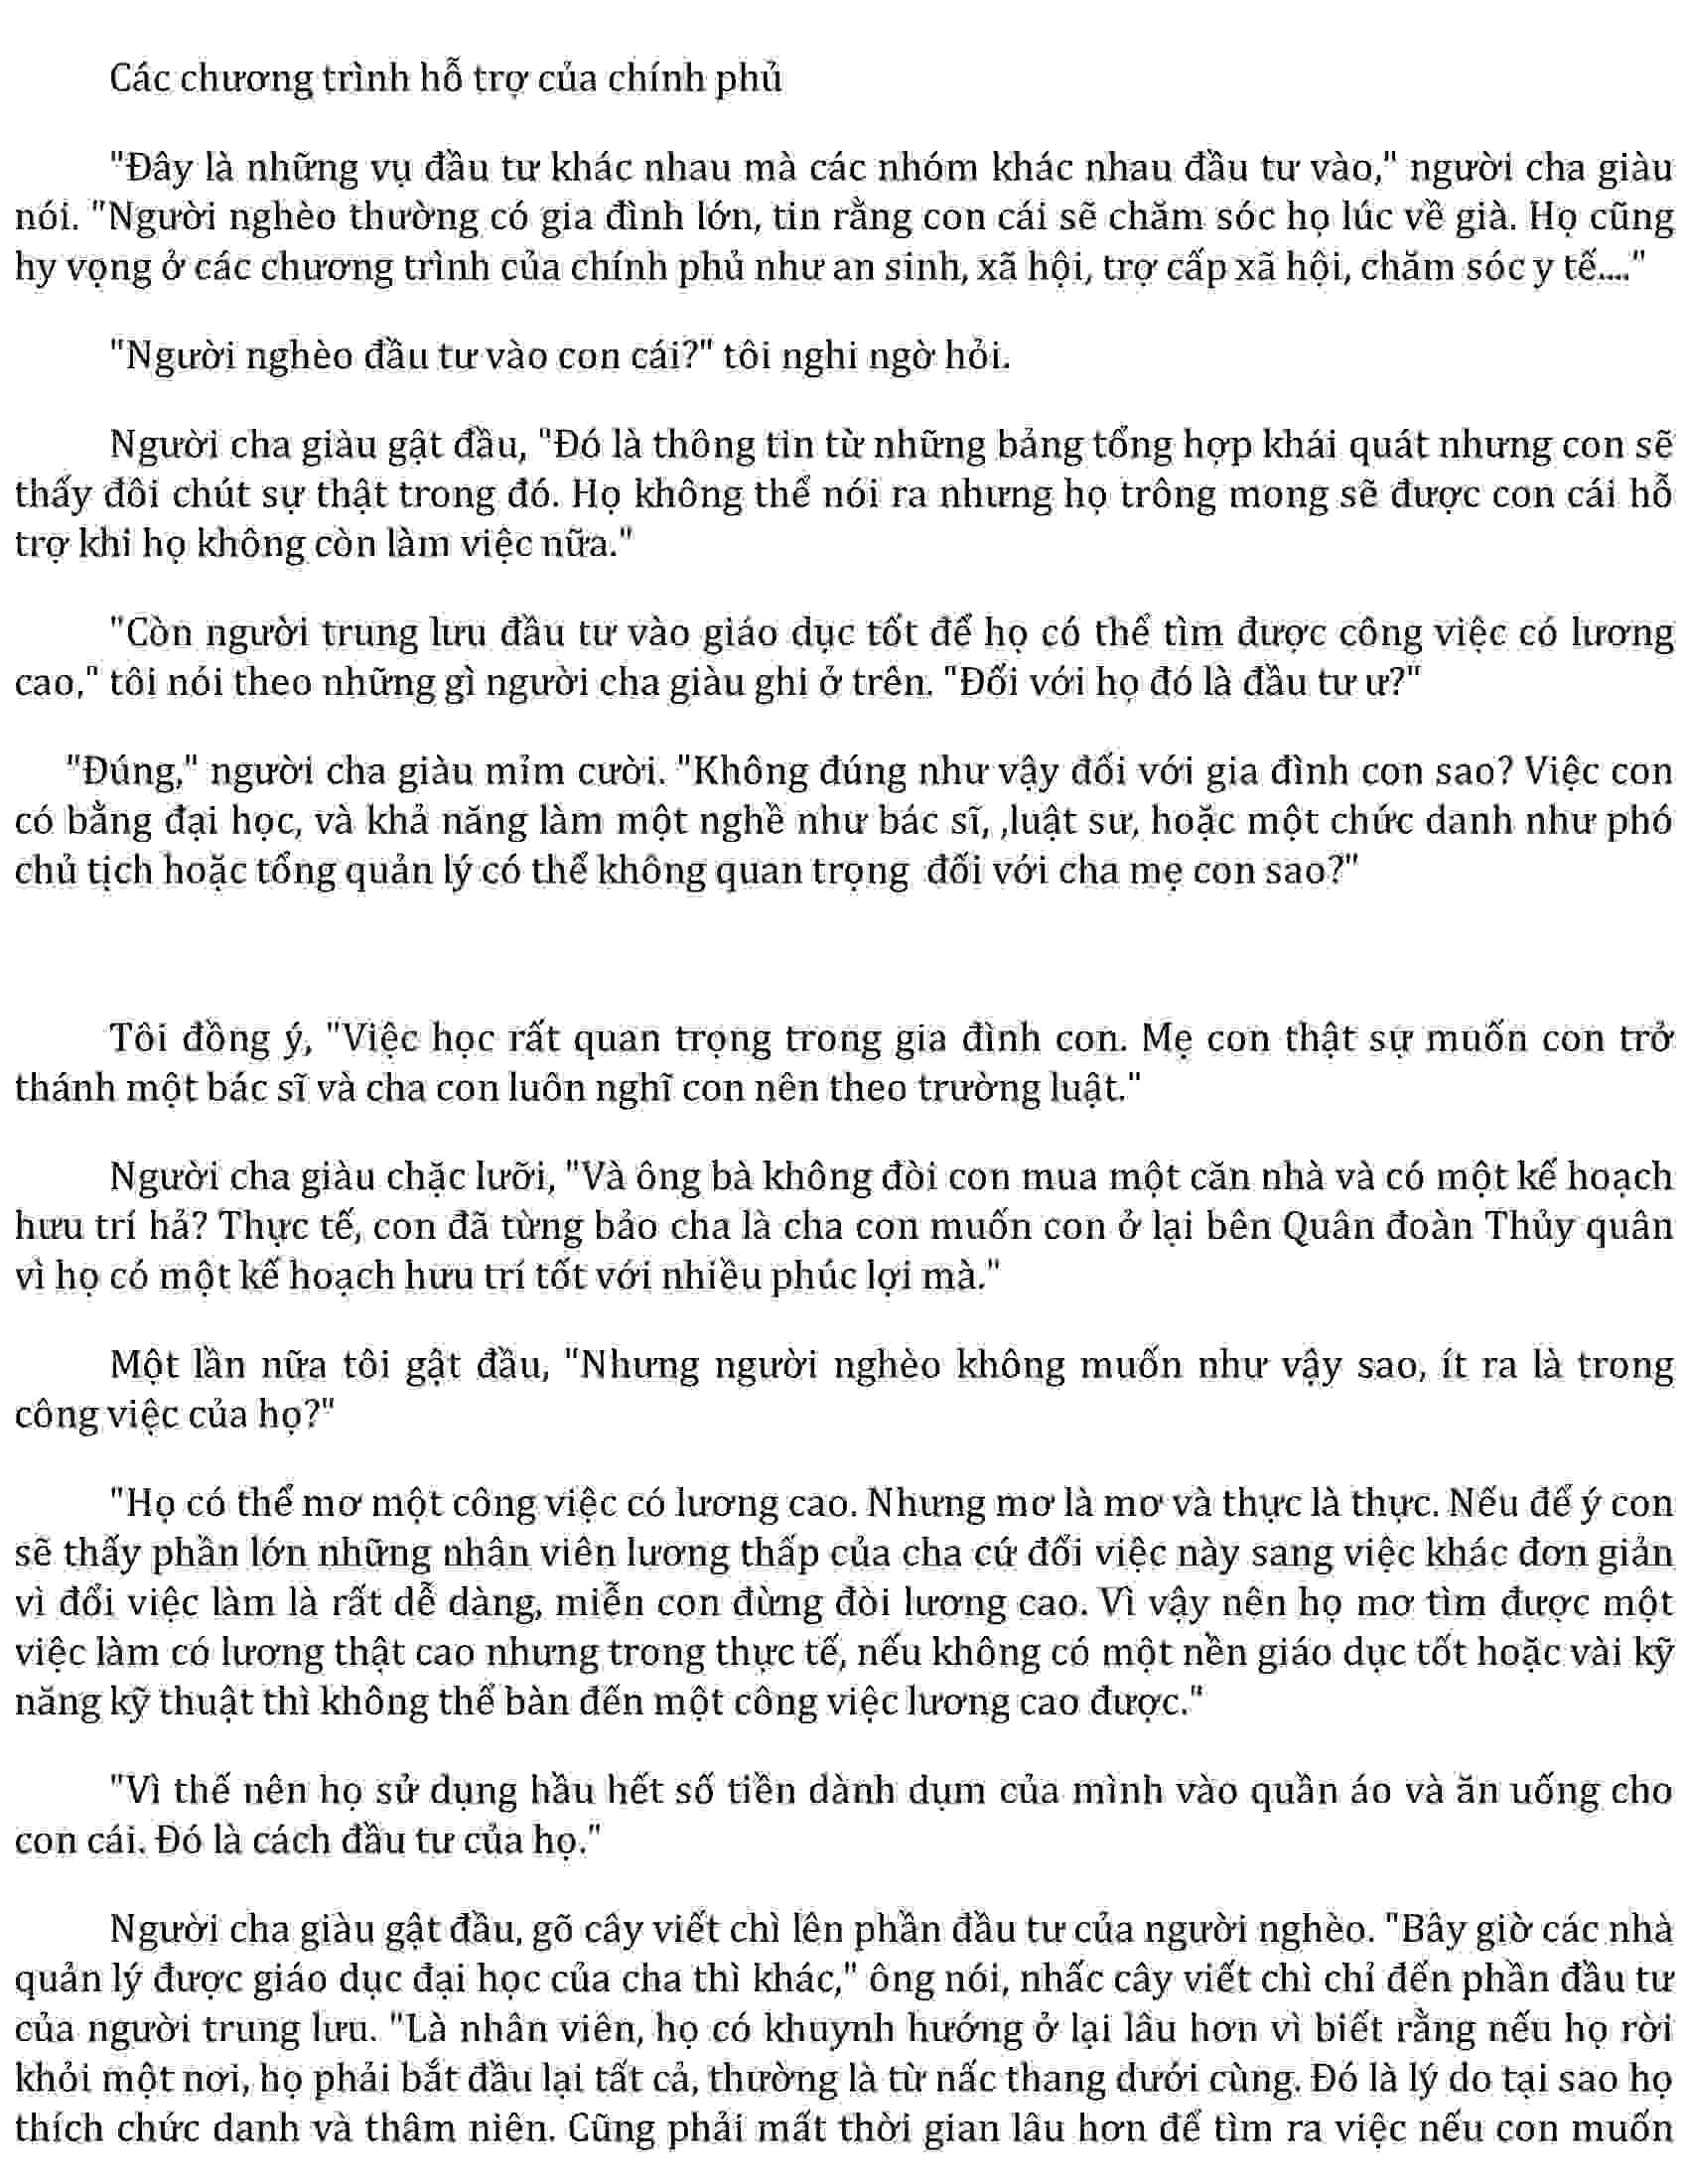 Các chương trình hỗ trợ của chính phủ
"Đây là những vụ đầu tư khác nhau mà các nhóm khác nhau đầu tư vào," người cha giàu
nói. "Người nghèo thường có gia đình lớn, tin rằng con cái sẽ chăm sóc họ lúc về già. Họ cũng
hy vọng ở các chương trình của chính phủ như an sinh, xã hội, trợ cấp xã hội, chăm sóc y tế...."
"Người nghèo đầu tư vào con cái?" tôi nghi ngờ hỏi.
Người cha giàu gật đầu, "Đó là thông tin từ những bảng tổng hợp khái quát nhưng con sẽ
thấy đôi chút sự thật trong đó. Họ không thể nói ra nhưng họ trông mong sẽ được con cái hỗ
trợ khi họ không còn làm việc nữa."
"Còn người trung lưu đầu tư vào giáo dục tốt để họ có thể tìm được công việc có lương
cao," tôi nói theo những gì người cha giàu ghi ở trên. "Đối với họ đó là đầu tư ư?"
"Đúng," người cha giàu mỉm cười. "Không đúng như vậy đối với gia đình con sao? Việc con
có bằng đại học, và khả năng làm một nghề như bác sĩ, ,luật sư, hoặc một chức danh như phó
chủ tịch hoặc tổng quản lý có thể không quan trọng đối với cha mẹ con sao?"
Tôi đồng ý, "Việc học rất quan trọng trong gia đình con. Mẹ con thật sự muốn con trở
thánh một bác sĩ và cha con luôn nghĩ con nên theo trường luật."
Người cha giàu chặc lưỡi, "Và ông bà không đòi con mua một căn nhà và có một kế hoạch
hưu trí hả? Thực tế, con đã từng bảo cha là cha con muốn con ở lại bên Quân đoàn Thủy quân
vì họ có một kế hoạch hưu trí tốt với nhiều phúc lợi mà."
Một lần nữa tôi gật đầu, "Nhưng người nghèo không muốn như vậy sao, ít ra là trong
công việc của họ?"
"Họ có thể mơ một công việc có lương cao. Nhưng mơ là mơ và thực là thực. Nếu để ý con
sẽ thấy phần lớn những nhân viên lương thấp của cha cứ đổi việc này sang việc khác đơn giản
vì đổi việc làm là rất dễ dàng, miễn con đừng đòi lương cao. Vì vậy nên họ mơ tìm được một
việc làm có lương thật cao nhưng trong thực tế, nếu không có một nền giáo dục tốt hoặc vài kỹ
năng kỹ thuật thì không thể bàn đến một công việc lương cao được."
"Vì thế nên họ sử dụng hầu hết số tiền dành dụm của mình vào quần áo và ăn uống cho
con cái. Đó là cách đầu tư của họ."
Người cha giàu gật đầu, gõ cây viết chì lên phần đầu tư của người nghèo. "Bây giờ các nhà
quản lý được giáo dục đại học của cha thì khác," ông nói, nhấc cây viết chì chỉ đến phần đầu tư
của người trung lưu. "Là nhân viên, họ có khuynh hướng ở lại lâu hơn vì biết rằng nếu họ rời
khỏi một nơi, họ phải bắt đầu lại tất cả, thường là từ nấc thang dưới cùng. Đó là lý do tại sao họ
thích chức danh và thâm niên. Cũng phải mất thời gian lâu hơn để tìm ra việc nếu con muốn